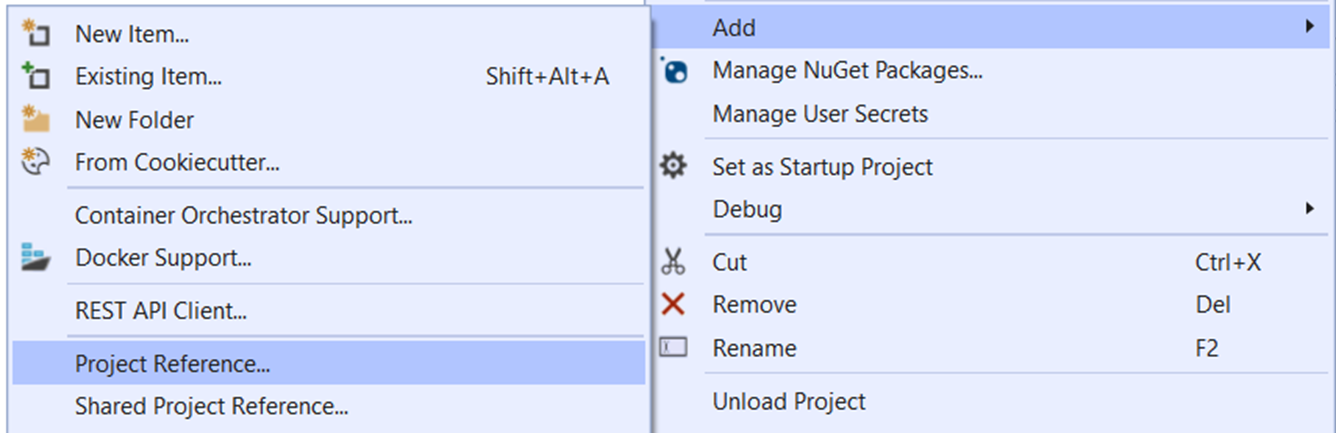 New Item...
Existing Item... Shift+Alt+A
New Folder
From Cookiecutter...
Container Orchestrator Support...
Docker Support...
REST API Client...
Project Reference...
Shared Project Reference...
Add
Manage NuGet Packages...
Manage User Secrets
Set as Startup Project
Debug
Cut Ctrl+X
Remove Del
Rename F2
Unload Project